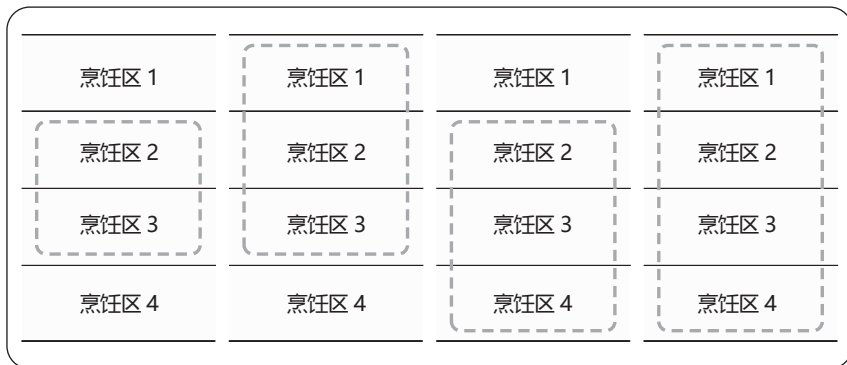 烹饪区 1 烹饪区 1 烹饪区 1 烹饪区 1
烹饪区 2 烹饪区 2 烹饪区 2 烹饪区 2
烹饪区 3 烹饪区 3 烹饪区 3 烹饪区 3
烹饪区 4 烹饪区 4 烹饪区 4 烹饪区 4